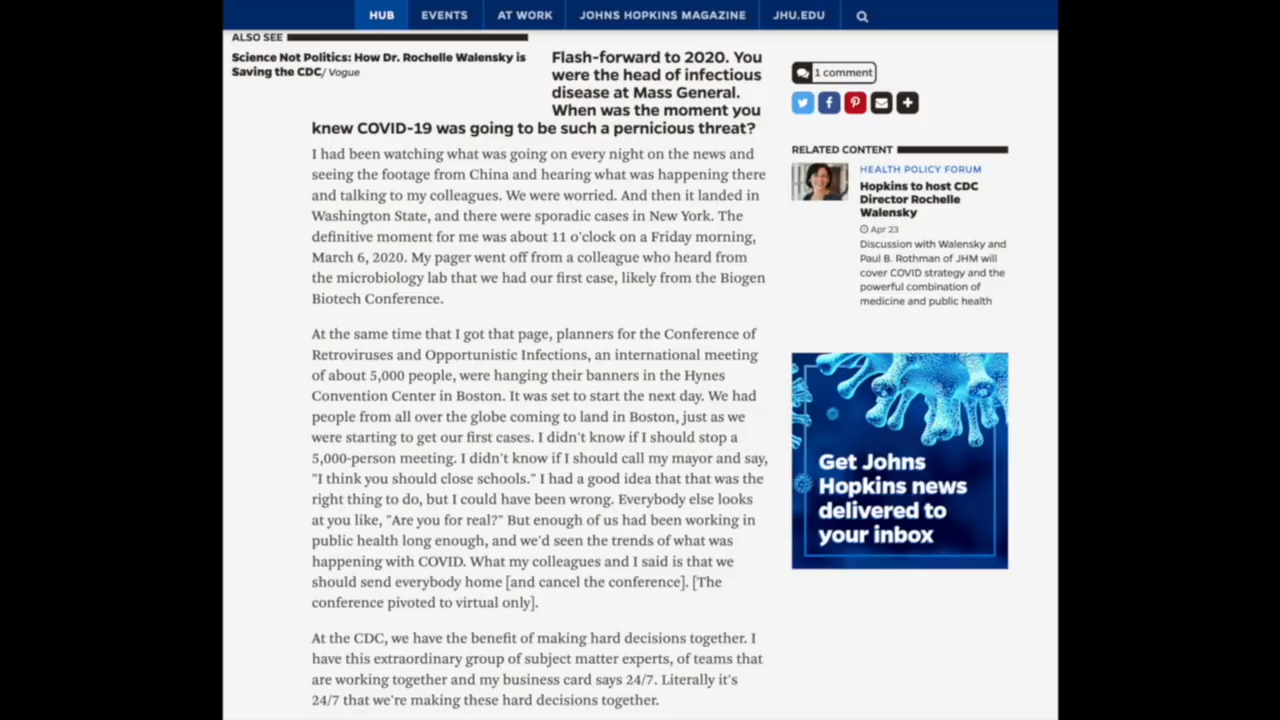 HUB EVENTS AT WORK JOHNS HOPKINS MAGAZINE JHU.EDU
ALSO SEE
Science Not Politics: How Dr. Rochelle Walensky is
Saving the CDC/ Vogue
Flash-forward to 2020. You
were the head of infectious
disease at Mass General.
When was the moment you
knew COVID-19 was going to be such a pernicious threat?
I had been watching what was going on every night on the news and
seeing the footage from China and hearing what was happening there
and talking to my colleagues. We were worried. And then it landed in
Washington State, and there were sporadic cases in New York. The
definitive moment for me was about 11 o'clock on a Friday morning,
March 6, 2020. My pager went off from a colleague who heard from
the microbiology lab that we had our first case, likely from the Biogen
Biotech Conference.
At the same time that I got that page, planners for the Conference of
Retroviruses and Opportunistic Infections, an international meeting
of about 5,000 people, were hanging their banners in the Hynes
Convention Center in Boston. It was set to start the next day. We had
people from all over the globe coming to land in Boston, just as we
were starting to get our first cases. I didn't know if I should stop a
5,000-person meeting. I didn't know if I should call my mayor and say,
"I think you should close schools." I had a good idea that that was the
right thing to do, but I could have been wrong. Everybody else looks
at you like, "Are you for real?" But enough of us had been working in
public health long enough, and we'd seen the trends of what was
happening with COVID. What my colleagues and I said is that we
should send everybody home [and cancel the conference]. [The
conference pivoted to virtual only].
At the CDC, we have the benefit of making hard decisions together. I
have this extraordinary group of subject matter experts, of teams that
are working together and my business card says 24/7. Literally it's
24/7 that we're making these hard decisions together.
1 comment
RELATED CONTENT
HEALTH POLICY FORUM
Hopkins to host CDC
Director Rochelle
Walensky
Apr 23
Discussion with Walensky and
Paul B. Rothman of JHM will
cover COVID strategy and the
powerful combination of
medicine and public health
Get Johns
Hopkins news
delivered to
your inbox